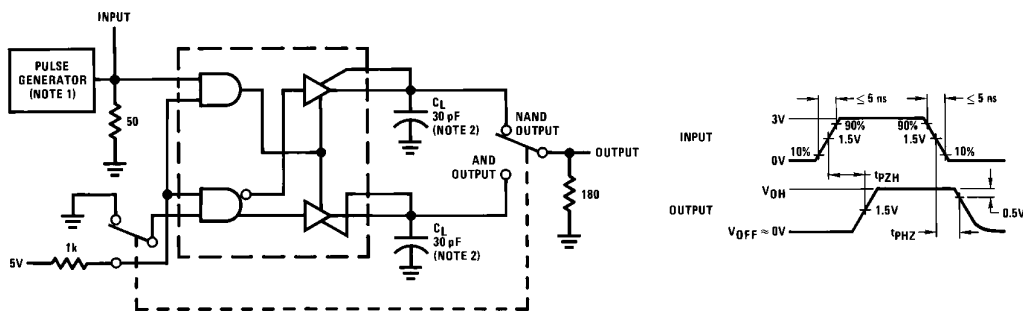 INPUT
PULSE
GENERATOR
(NOTE 1)
50
CL
30 pF
(NOTE 2)
NAND
OUTPUT
OUTPUT
AND
OUTPUT
180
1k
5V
CL
30 pF
(NOTE 2)
≤ 5 ns
≤ 5 ns
3V
90%
90%
INPUT
1.5V
1.5V
10%
10%
0V
tPZH
VOH
OUTPUT
1.5V
0.5V
VOFF ≈ 0V
tPHZ